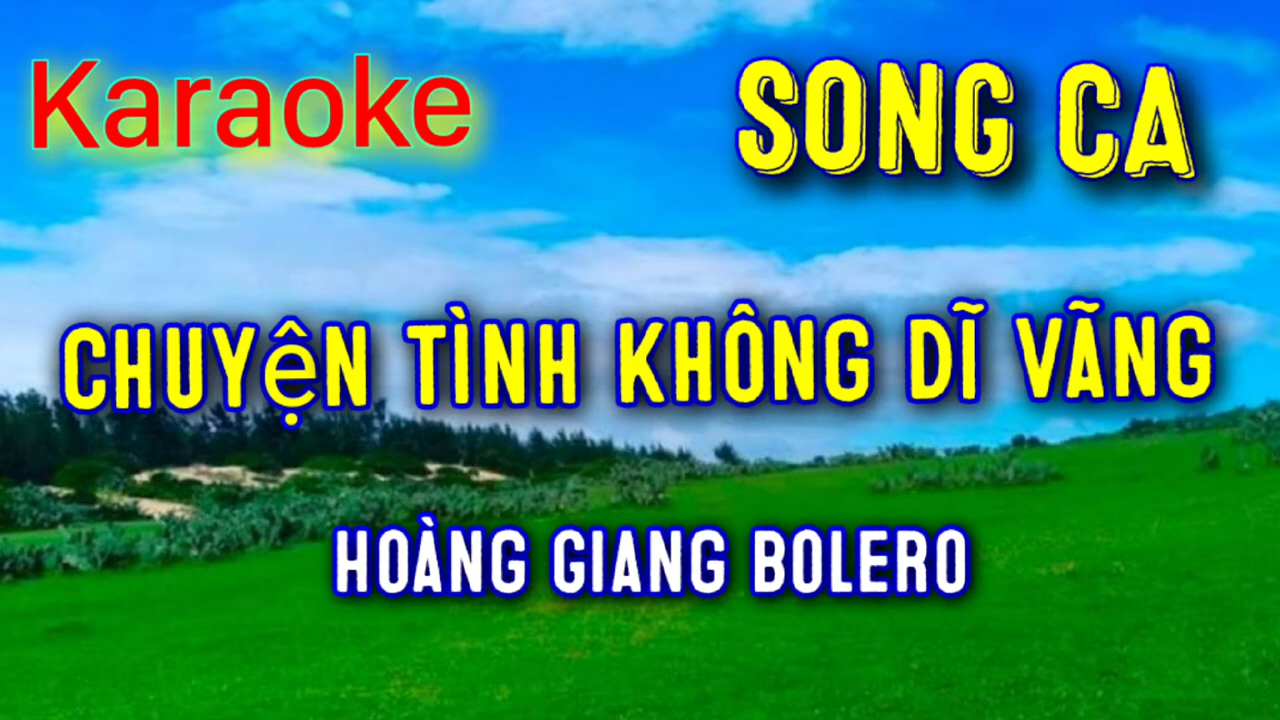 Karaoke
SONG CA
CHUYệN TÌNH KHÔNG DĨ VÃNG
HOÀNG GIANG BOLERO